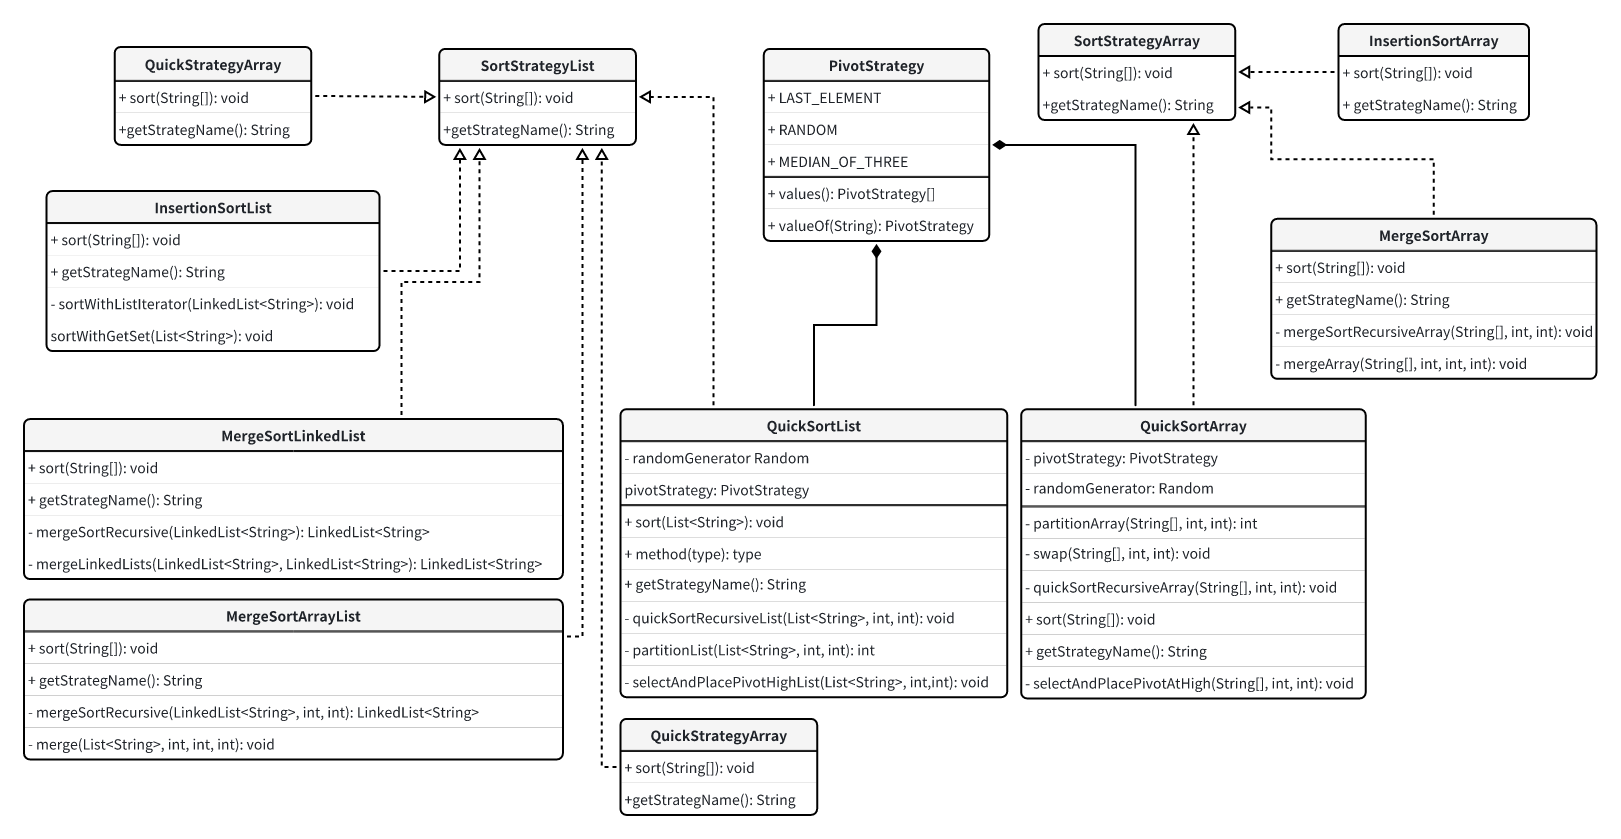 QuickStrategyArray
+ sort(String[]): void
+getStrategName(): String
SortStrategyList
+ sort(String[]): void
+getStrategName(): String
PivotStrategy
+ LAST_ELEMENT
+ RANDOM
+ MEDIAN_OF_THREE
+ values(): PivotStrategy[]
+ valueOf(String): PivotStrategy
SortStrategyArray
+ sort(String[]): void
+getStrategName(): String
InsertionSortArray
+ sort(String[]): void
+ getStrategName(): String
InsertionSortList
+ sort(String[]): void
+ getStrategName(): String
- sortWithListIterator(LinkedList<String>): void
sortWithGetSet(List<String>): void
MergeSortArray
+ sort(String[]): void
+ getStrategName(): String
- mergeSortRecursiveArray(String[], int, int): void
- mergeArray(String[], int, int, int): void
MergeSortLinkedList
+ sort(String[]): void
+ getStrategName(): String
- mergeSortRecursive(LinkedList<String>): LinkedList<String>
- mergeLinkedLists(LinkedList<String>, LinkedList<String>): LinkedList<String>
QuickSortList
- randomGenerator Random
pivotStrategy: PivotStrategy
+ sort(List<String>): void
+ method(type): type
+ getStrategyName(): String
- quickSortRecursiveList(List<String>, int, int): void
- partitionList(List<String>, int, int): int
- selectAndPlacePivotHighList(List<String>, int,int): void
QuickSortArray
- pivotStrategy: PivotStrategy
- randomGenerator: Random
- partitionArray(String[], int, int): int
- swap(String[], int, int): void
- quickSortRecursiveArray(String[], int, int): void
+ sort(String[]): void
+ getStrategyName(): String
- selectAndPlacePivotAtHigh(String[], int, int): void
MergeSortArrayList
+ sort(String[]): void
+ getStrategName(): String
- mergeSortRecursive(LinkedList<String>, int, int): LinkedList<String>
- merge(List<String>, int, int, int): void
QuickStrategyArray
+ sort(String[]): void
+getStrategName(): String